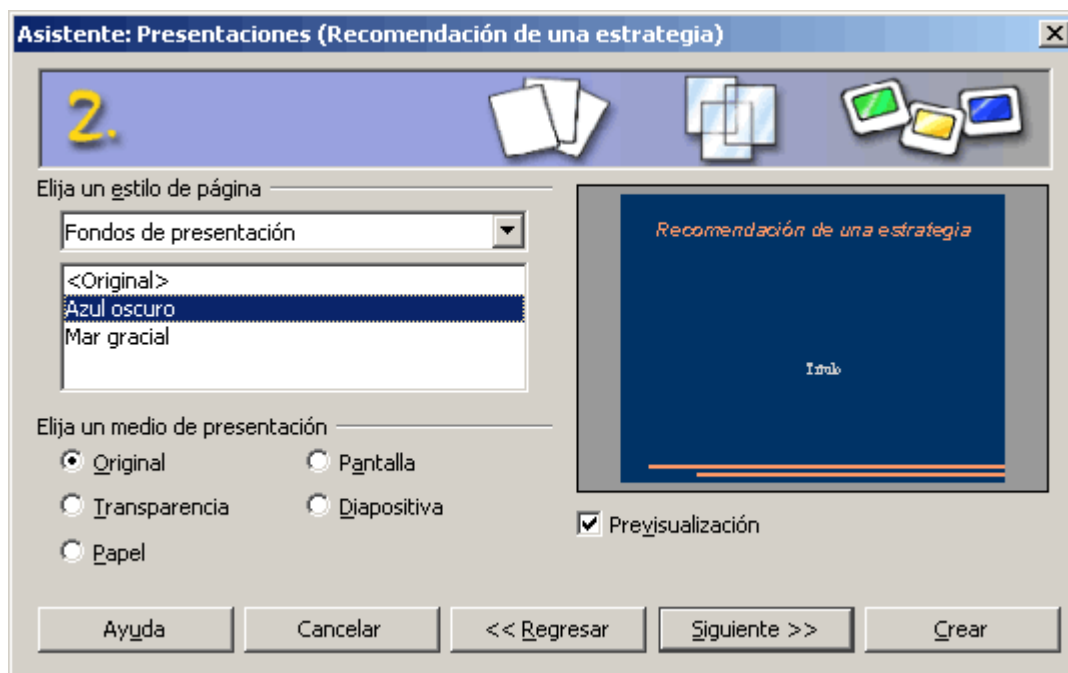 Asistente: Presentaciones (Recomendación de una estrategia)
2.
Elija un estilo de página
Fondos de presentación
<Original>
Azul oscuro
Mar gracial
Recomendación de una estrategia
Título
Elija un medio de presentación
Original
Pantalla
Transparencia
Diapositiva
Papel
Previsualización
Ayuda
Cancelar
<< Regresar
Siguiente >>
Crear